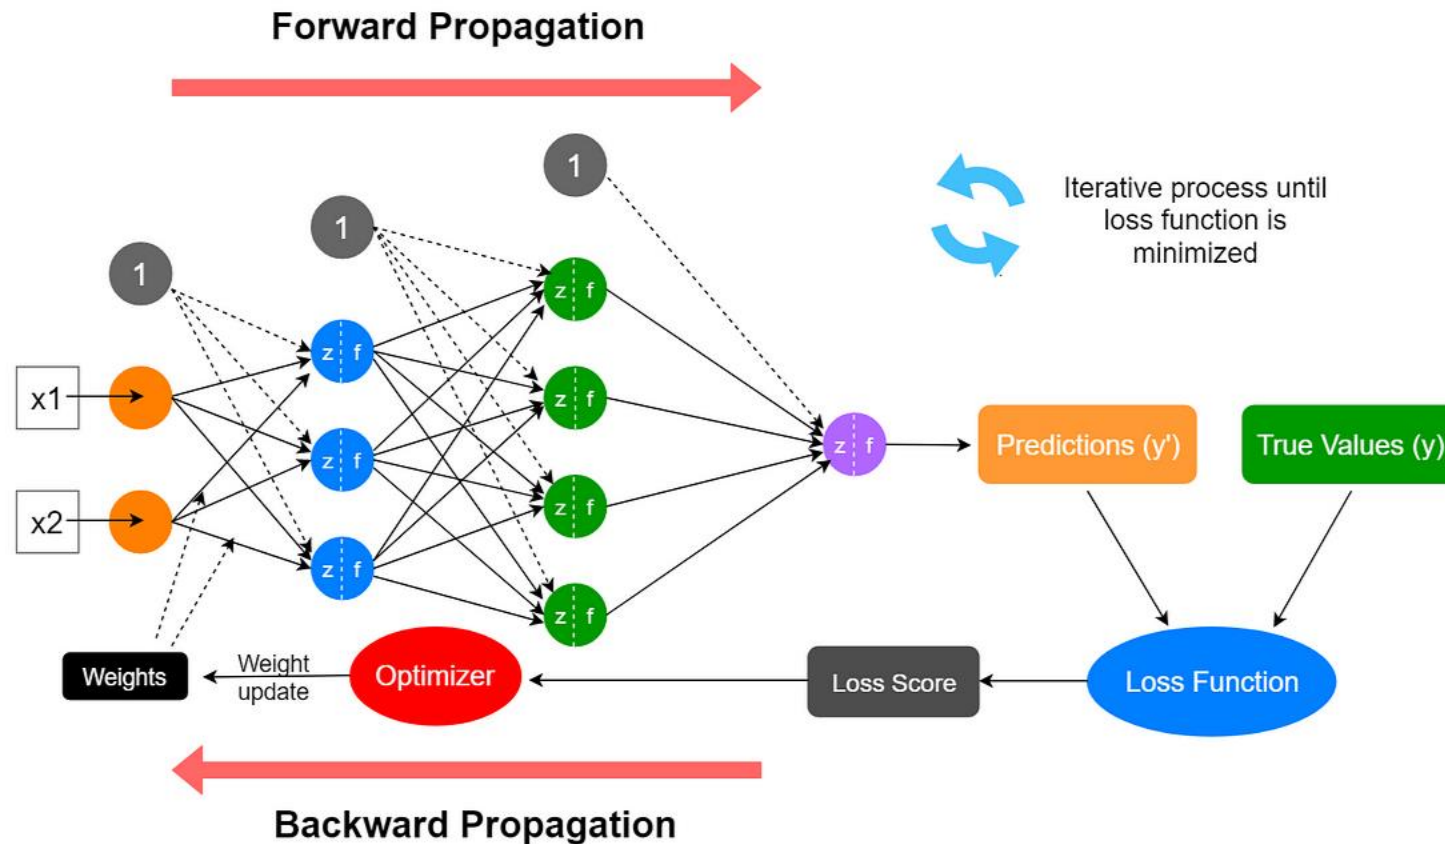 Forward Propagation
1
1
1
Iterative process until
loss function is
minimized
z f
z f
x1
z f
z f
z f
Predictions (y')
True Values (y)
z f
x2
z f
z f
Weights
Weight
update
Optimizer
Loss Score
Loss Function
Backward Propagation